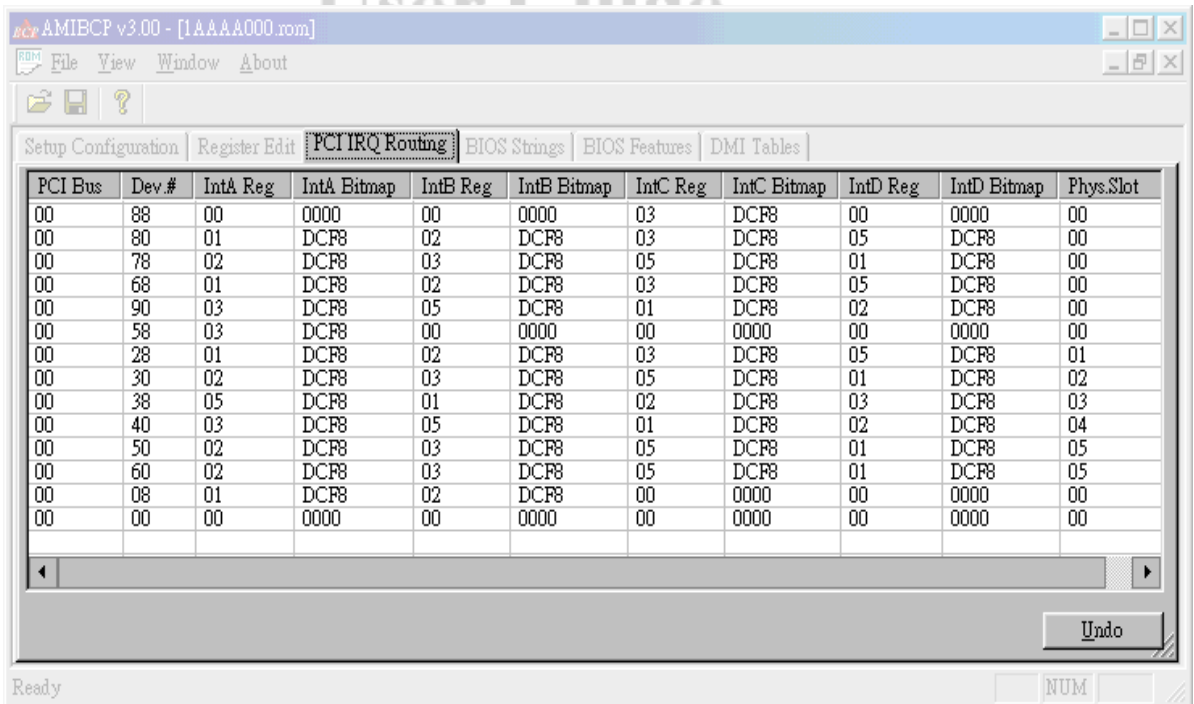 AMIBCP v3.00 - [1AAAA000.rom]
File View Window About
Setup Configuration Register Edit PCI IRQ Routing BIOS Strings BIOS Features DMI Tables
PCI Bus Dev.# IntA Reg IntA Bitmap IntB Reg IntB Bitmap IntC Reg IntC Bitmap IntD Reg IntD Bitmap Phys.Slot
00 88 00 0000 00 0000 03 DCF8 00 0000 00
00 80 01 DCF8 02 DCF8 03 DCF8 05 DCF8 00
00 78 02 DCF8 03 DCF8 05 DCF8 01 DCF8 00
00 68 01 DCF8 02 DCF8 03 DCF8 05 DCF8 00
00 90 03 DCF8 05 DCF8 01 DCF8 02 DCF8 00
00 58 03 DCF8 00 0000 00 0000 00 0000 00
00 28 01 DCF8 02 DCF8 03 DCF8 05 DCF8 01
00 30 02 DCF8 03 DCF8 05 DCF8 01 DCF8 02
00 38 05 DCF8 01 DCF8 02 DCF8 03 DCF8 03
00 40 03 DCF8 05 DCF8 01 DCF8 02 DCF8 04
00 50 02 DCF8 03 DCF8 05 DCF8 01 DCF8 05
00 60 02 DCF8 03 DCF8 05 DCF8 01 DCF8 05
00 08 01 DCF8 02 DCF8 00 0000 00 0000 00
00 00 00 0000 00 0000 00 0000 00 0000 00
Undo
Ready NUM